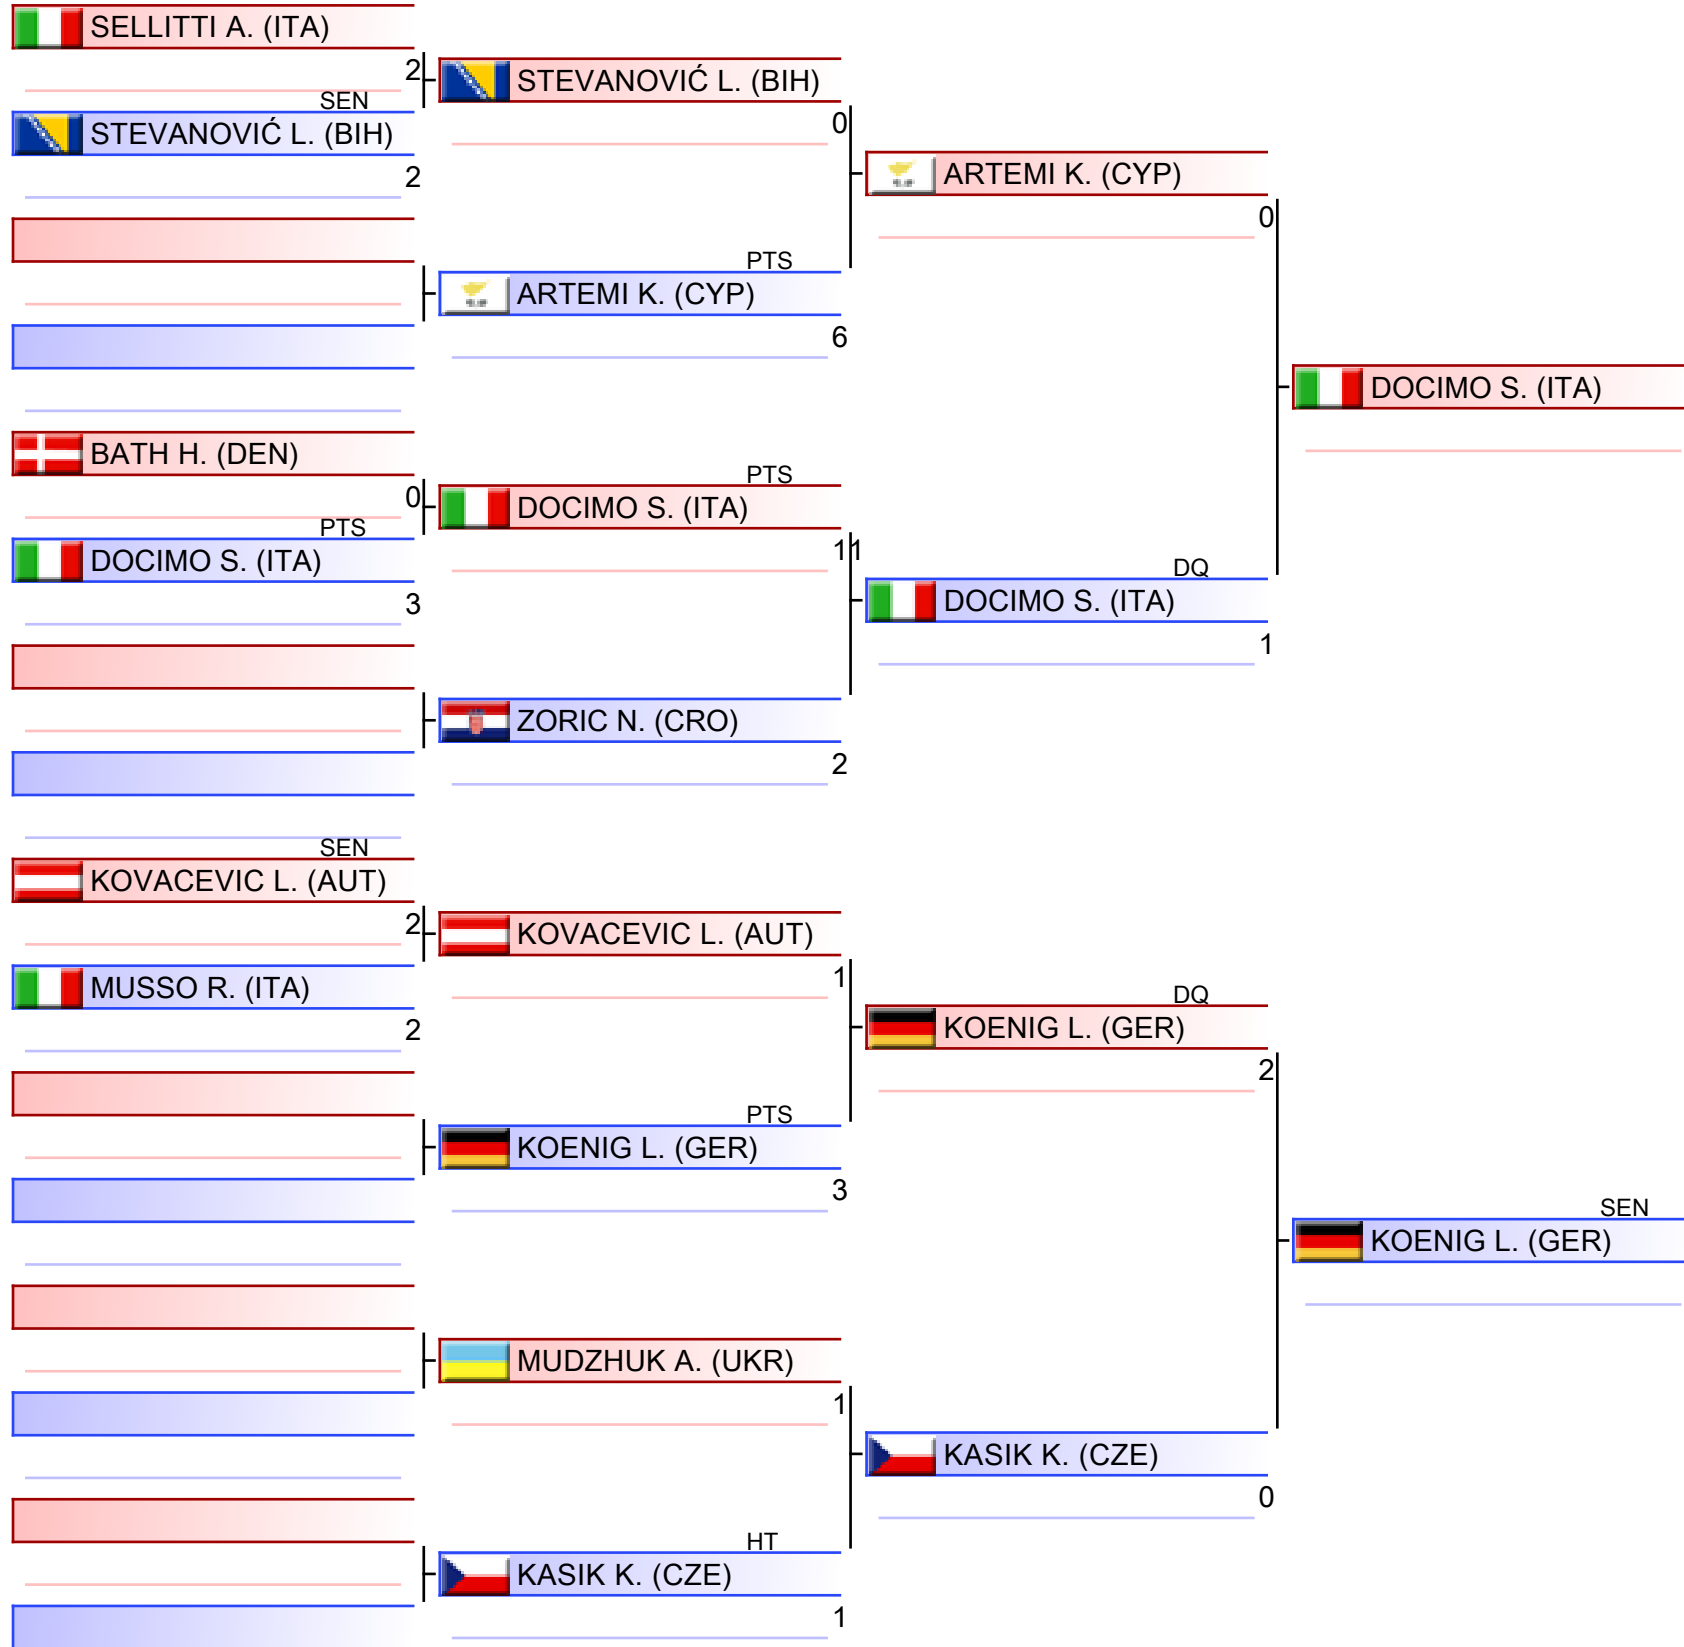 SELLITTI A. (ITA)
2
SEN
STEVANOVIĆ L. (BIH)
2
BATH H. (DEN)
0
PTS
DOCIMO S. (ITA)
3
SEN
KOVACEVIC L. (AUT)
2
MUSSO R. (ITA)
2
STEVANOVIĆ L. (BIH)
0
PTS
ARTEMI K. (CYP)
6
PTS
DOCIMO S. (ITA)
11
ZORIC N. (CRO)
2
KOVACEVIC L. (AUT)
1
PTS
KOENIG L. (GER)
3
MUDZHUK A. (UKR)
1
HT
KASIK K. (CZE)
1
ARTEMI K. (CYP)
0
DQ
DOCIMO S. (ITA)
1
DQ
KOENIG L. (GER)
2
KASIK K. (CZE)
0
DOCIMO S. (ITA)
SEN
KOENIG L. (GER)